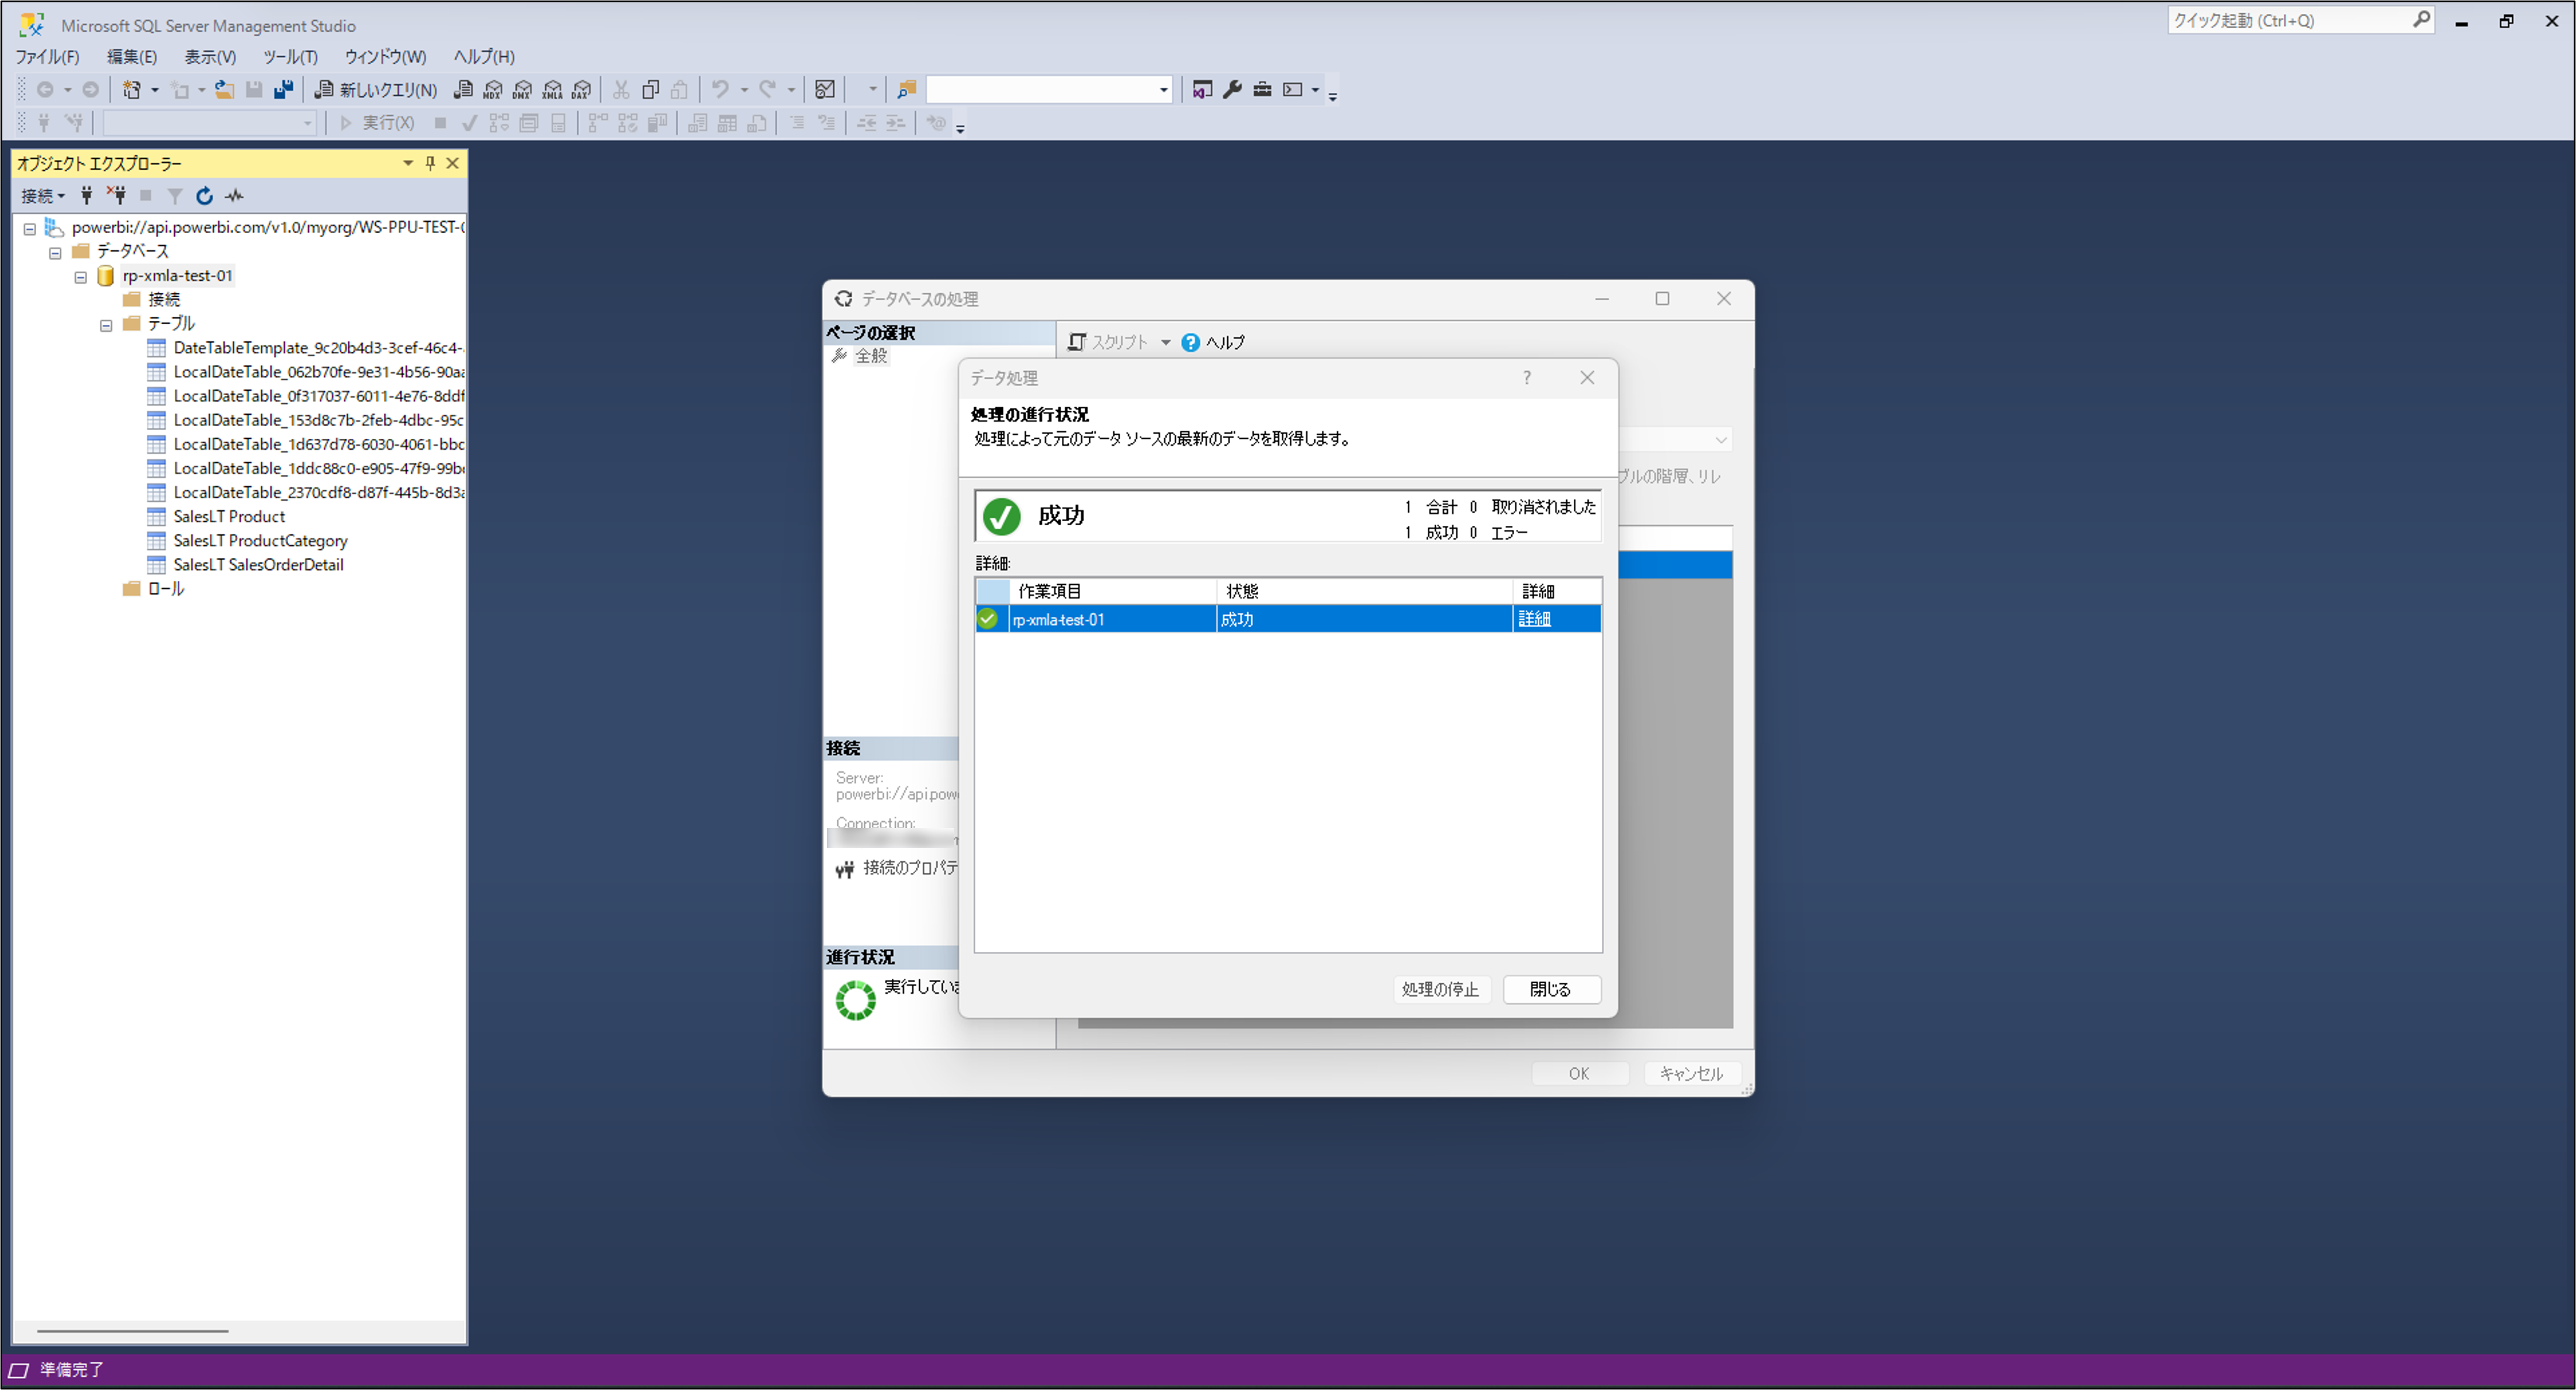 Microsoft SQL Server Management Studio
クイック起動 (Ctrl+Q)
ファイル(F) 編集(E) 表示(V) ツール(T) ウィンドウ(W) ヘルプ(H)
新しいクエリ(N) MDX DMX XMLA DAX
実行(X)
オブジェクト エクスプローラー
接続
powerbi://api.powerbi.com/v1.0/myorg/WS-PPU-TEST-
データベース
rp-xmla-test-01
接続
テーブル
DateTableTemplate_9c20b4d3-3cef-46c4-
LocalDateTable_062b70fe-9e31-4b56-90aa
LocalDateTable_0f317037-6011-4e76-8ddf
LocalDateTable_153d8c7b-2feb-4dbc-95c
LocalDateTable_1d637d78-6030-4061-bbc
LocalDateTable_1ddc88c0-e905-47f9-99b
LocalDateTable_2370cdf8-d87f-445b-8d3a
SalesLT Product
SalesLT ProductCategory
SalesLT SalesOrderDetail
ロール
データベースの処理
ページの選択
全般
スクリプト ヘルプ
ブルの階層、リレ
接続
Server:
powerbi://api.pow
Connection:
接続のプロパテ
進行状況
実行してい
OK キャンセル
データ処理
処理の進行状況
処理によって元のデータ ソースの最新のデータを取得します。
成功
1 合計 0 取り消されました
1 成功 0 エラー
詳細:
作業項目 状態 詳細
rp-xmla-test-01 成功 詳細
処理の停止 閉じる
準備完了